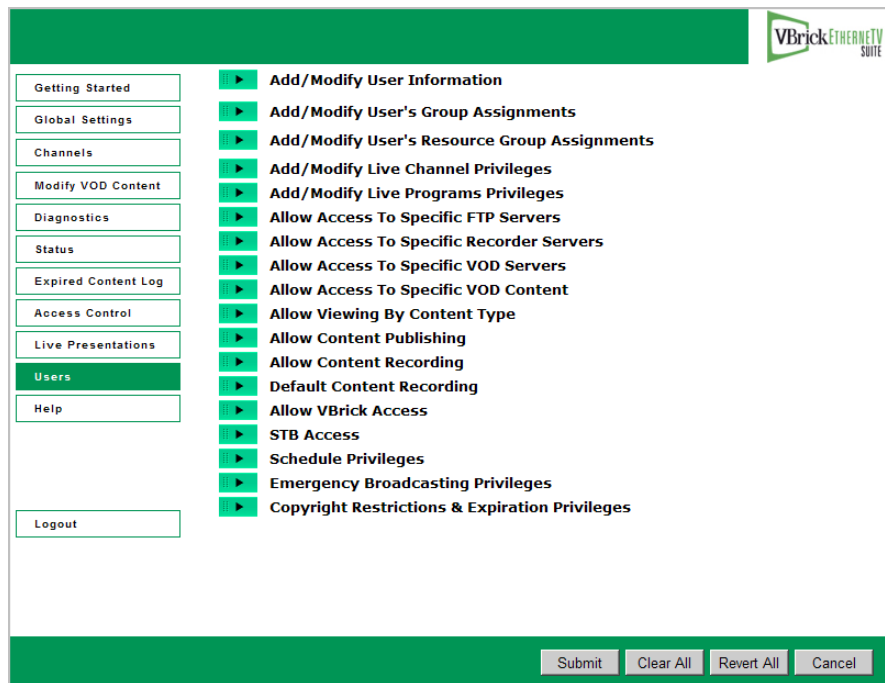 VBrick ETHERNETV
SUITE
Getting Started
Global Settings
Channels
Modify VOD Content
Diagnostics
Status
Expired Content Log
Access Control
Live Presentations
Users
Help
Logout
Add/Modify User Information
Add/Modify User's Group Assignments
Add/Modify User's Resource Group Assignments
Add/Modify Live Channel Privileges
Add/Modify Live Programs Privileges
Allow Access To Specific FTP Servers
Allow Access To Specific Recorder Servers
Allow Access To Specific VOD Servers
Allow Access To Specific VOD Content
Allow Viewing By Content Type
Allow Content Publishing
Allow Content Recording
Default Content Recording
Allow VBrick Access
STB Access
Schedule Privileges
Emergency Broadcasting Privileges
Copyright Restrictions & Expiration Privileges
Submit
Clear All
Revert All
Cancel